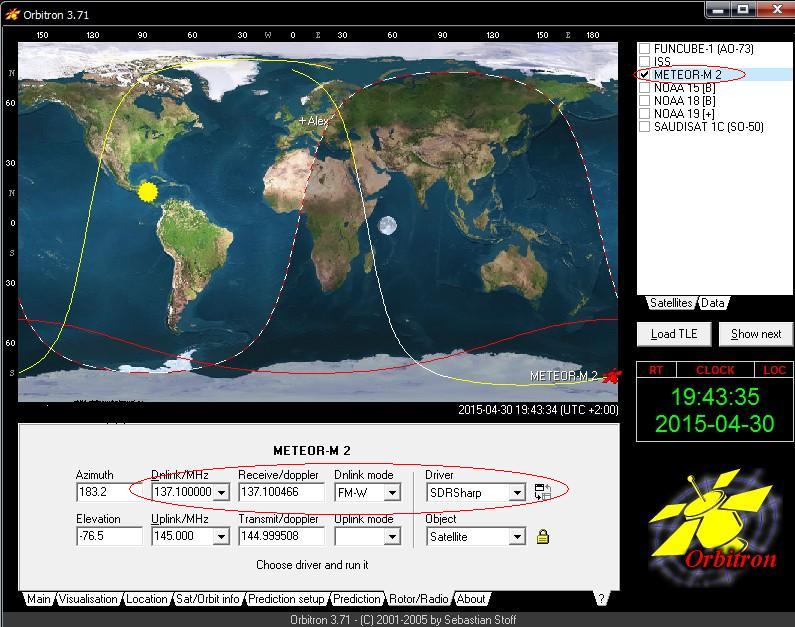 Orbitron 3.71
150 120 90 60 30 W 0 E 30 60 90 120 150 E 180
N
60
30
N
0
S
30
60
S
+Alex
METEOR-M 2
2015-04-30 19:43:34 (UTC +2:00)
FUNCUBE-1 (AO-73)
ISS
METEOR-M 2
NOAA 15 [B]
NOAA 18 [B]
NOAA 19 [+]
SAUDISAT 1C (SO-50)
Satellites Data
Load TLE Show next
RT CLOCK LOC
19:43:35
2015-04-30
METEOR-M 2
Azimuth Dnlink/MHz Receive/doppler Dnlink mode Driver
183.2 137.100000 137.100466 FM-W SDRSharp
Elevation Uplink/MHz Transmit/doppler Uplink mode Object
-76.5 145.000 144.999508 Satellite
Choose driver and run it
Orbitron
Main Visualisation Location Sat/Orbit info Prediction setup Prediction Rotor/Radio About ?
Orbitron 3.71 - (C) 2001-2005 by Sebastian Stoff